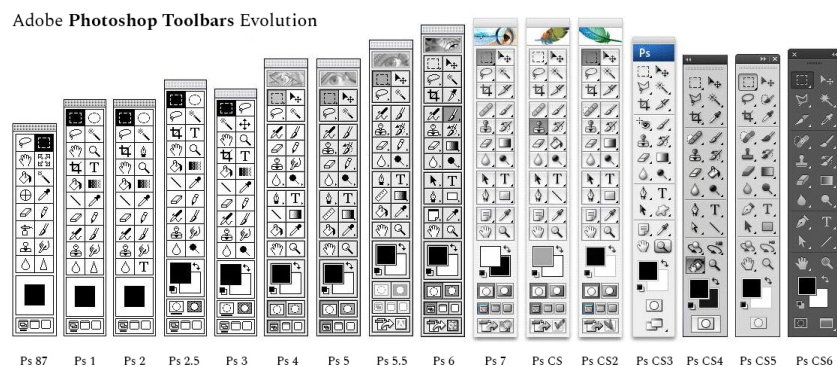 Adobe Photoshop Toolbars Evolution
Ps
Ps 87 Ps 1 Ps 2 Ps 2.5 Ps 3 Ps 4 Ps 5 Ps 5.5 Ps 6 Ps 7 Ps CS Ps CS2 Ps CS3 Ps CS4 Ps CS5 Ps CS6